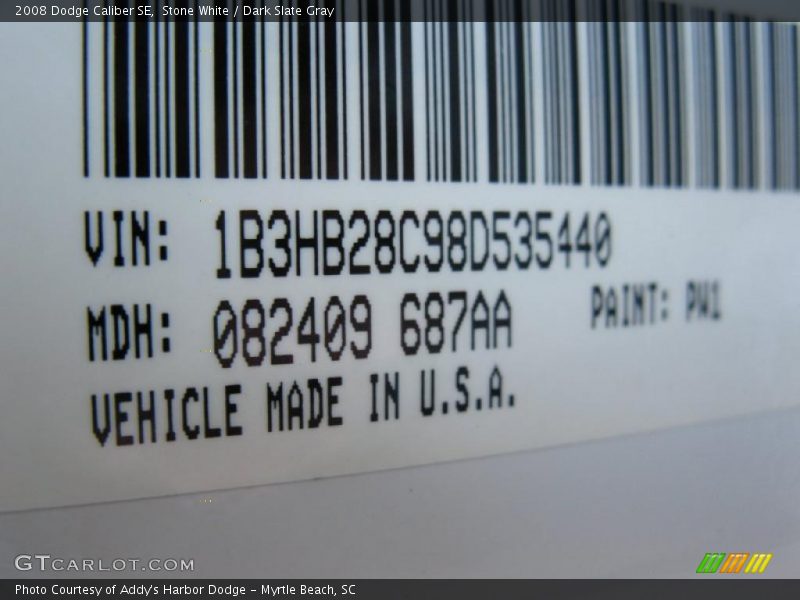 2008 Dodge Caliber SE, Stone White / Dark Slate Gray
VIN: 1B3HB28C98D535440
MDH: 082409 687AA PAINT: PW1
VEHICLE MADE IN U.S.A.
GTCARLOT.COM
Photo Courtesy of Addy's Harbor Dodge - Myrtle Beach, SC